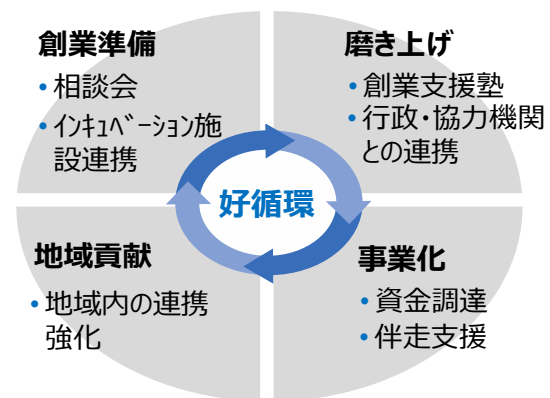 創業準備
• 相談会
• ｲﾝｷｭﾍﾞｰｼｮﾝ施
設連携
磨き上げ
• 創業支援塾
• 行政・協力機関
との連携
好循環
地域貢献
• 地域内の連携
強化
事業化
• 資金調達
• 伴走支援